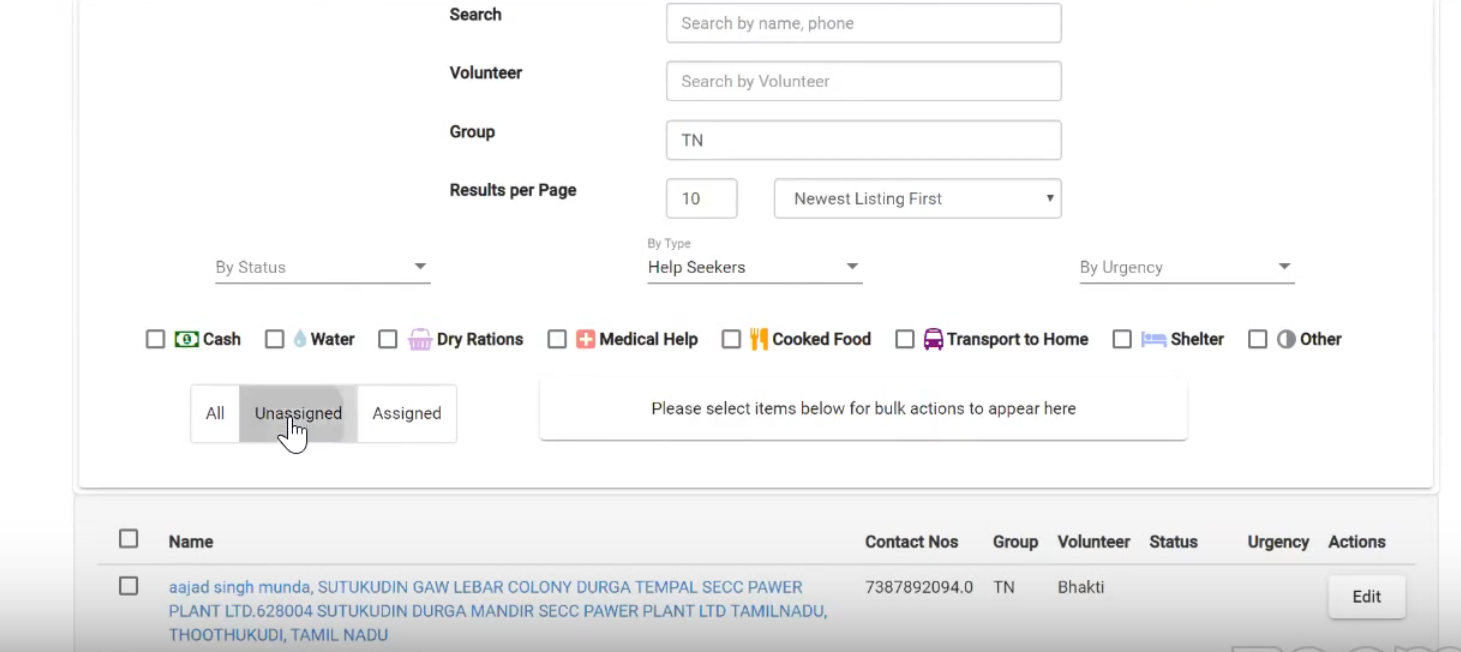 Search
Search by name, phone
Volunteer
Search by Volunteer
Group
TN
Results per Page
10
Newest Listing First
By Status
By Type
Help Seekers
By Urgency
Cash Water Dry Rations Medical Help Cooked Food Transport to Home Shelter Other
All Unassigned Assigned
Please select items below for bulk actions to appear here
Name Contact Nos Group Volunteer Status Urgency Actions
aajad singh munda, SUTUKUDIN GAW LEBAR COLONY DURGA TEMPAL SECC PAWER 7387892094.0 TN Bhakti Edit
PLANT LTD.628004 SUTUKUDIN DURGA MANDIR SECC PAWER PLANT LTD TAMILNADU,
THOOTHUKUDI, TAMIL NADU